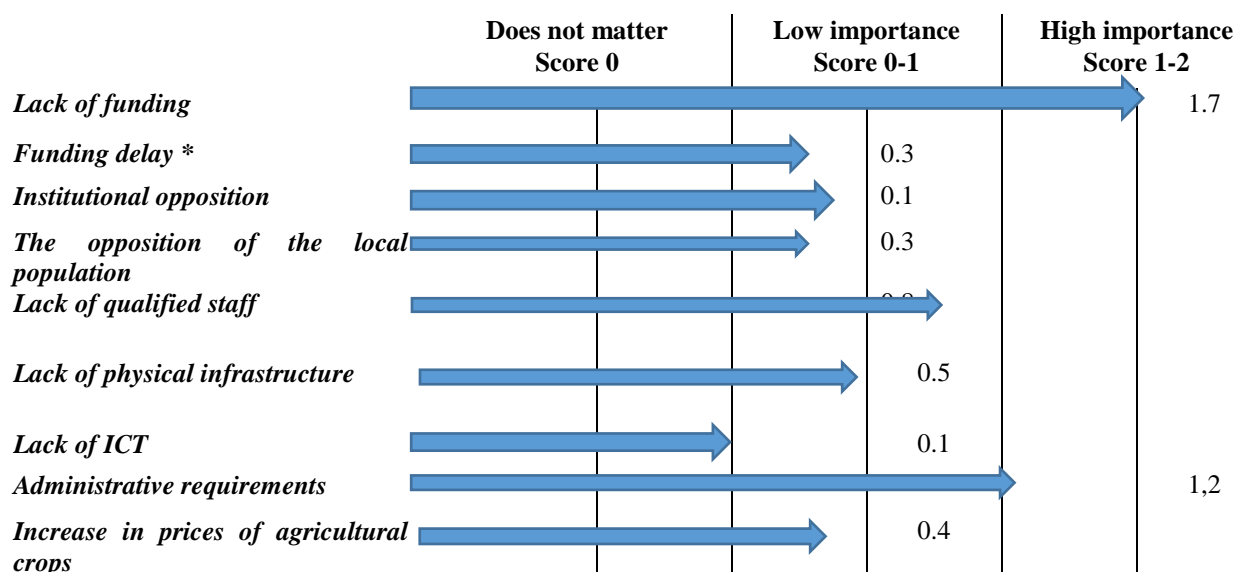 Does not matter Low importance High importance
Score 0 Score 0-1 Score 1-2
Lack of funding 1.7
Funding delay * 0.3
Institutional opposition 0.1
The opposition of the local 0.3
population
Lack of qualified staff
Lack of physical infrastructure 0.5
Lack of ICT 0.1
Administrative requirements 1,2
Increase in prices of agricultural 0.4
crops